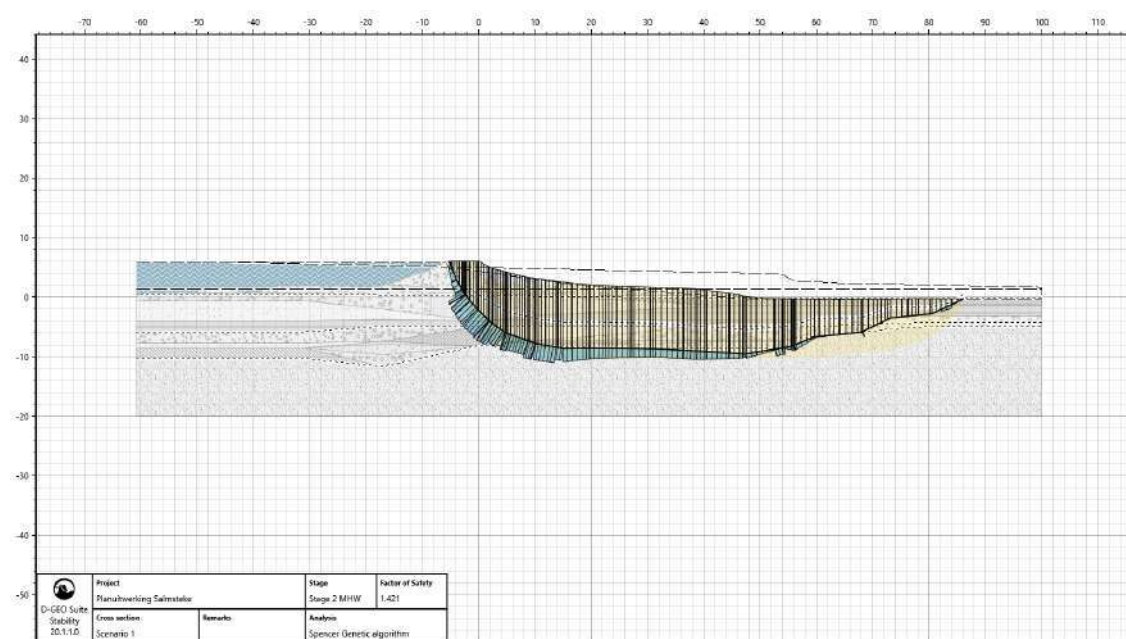 -70 -60 -50 -40 -30 -20 -10 0 10 20 30 40 50 60 70 80 90 100 110
40
30
20
10
0
-10
-20
-30
-40
-50
D-GEO Suite
Stability
20.1.1.0
Project
Planuitwerking Salmsteke
Stage
Stage 2 MHW
Factor of Safety
1.421
Cross section
Scenario 1
Remarks
Analysis
Spencer Genetic algorithm